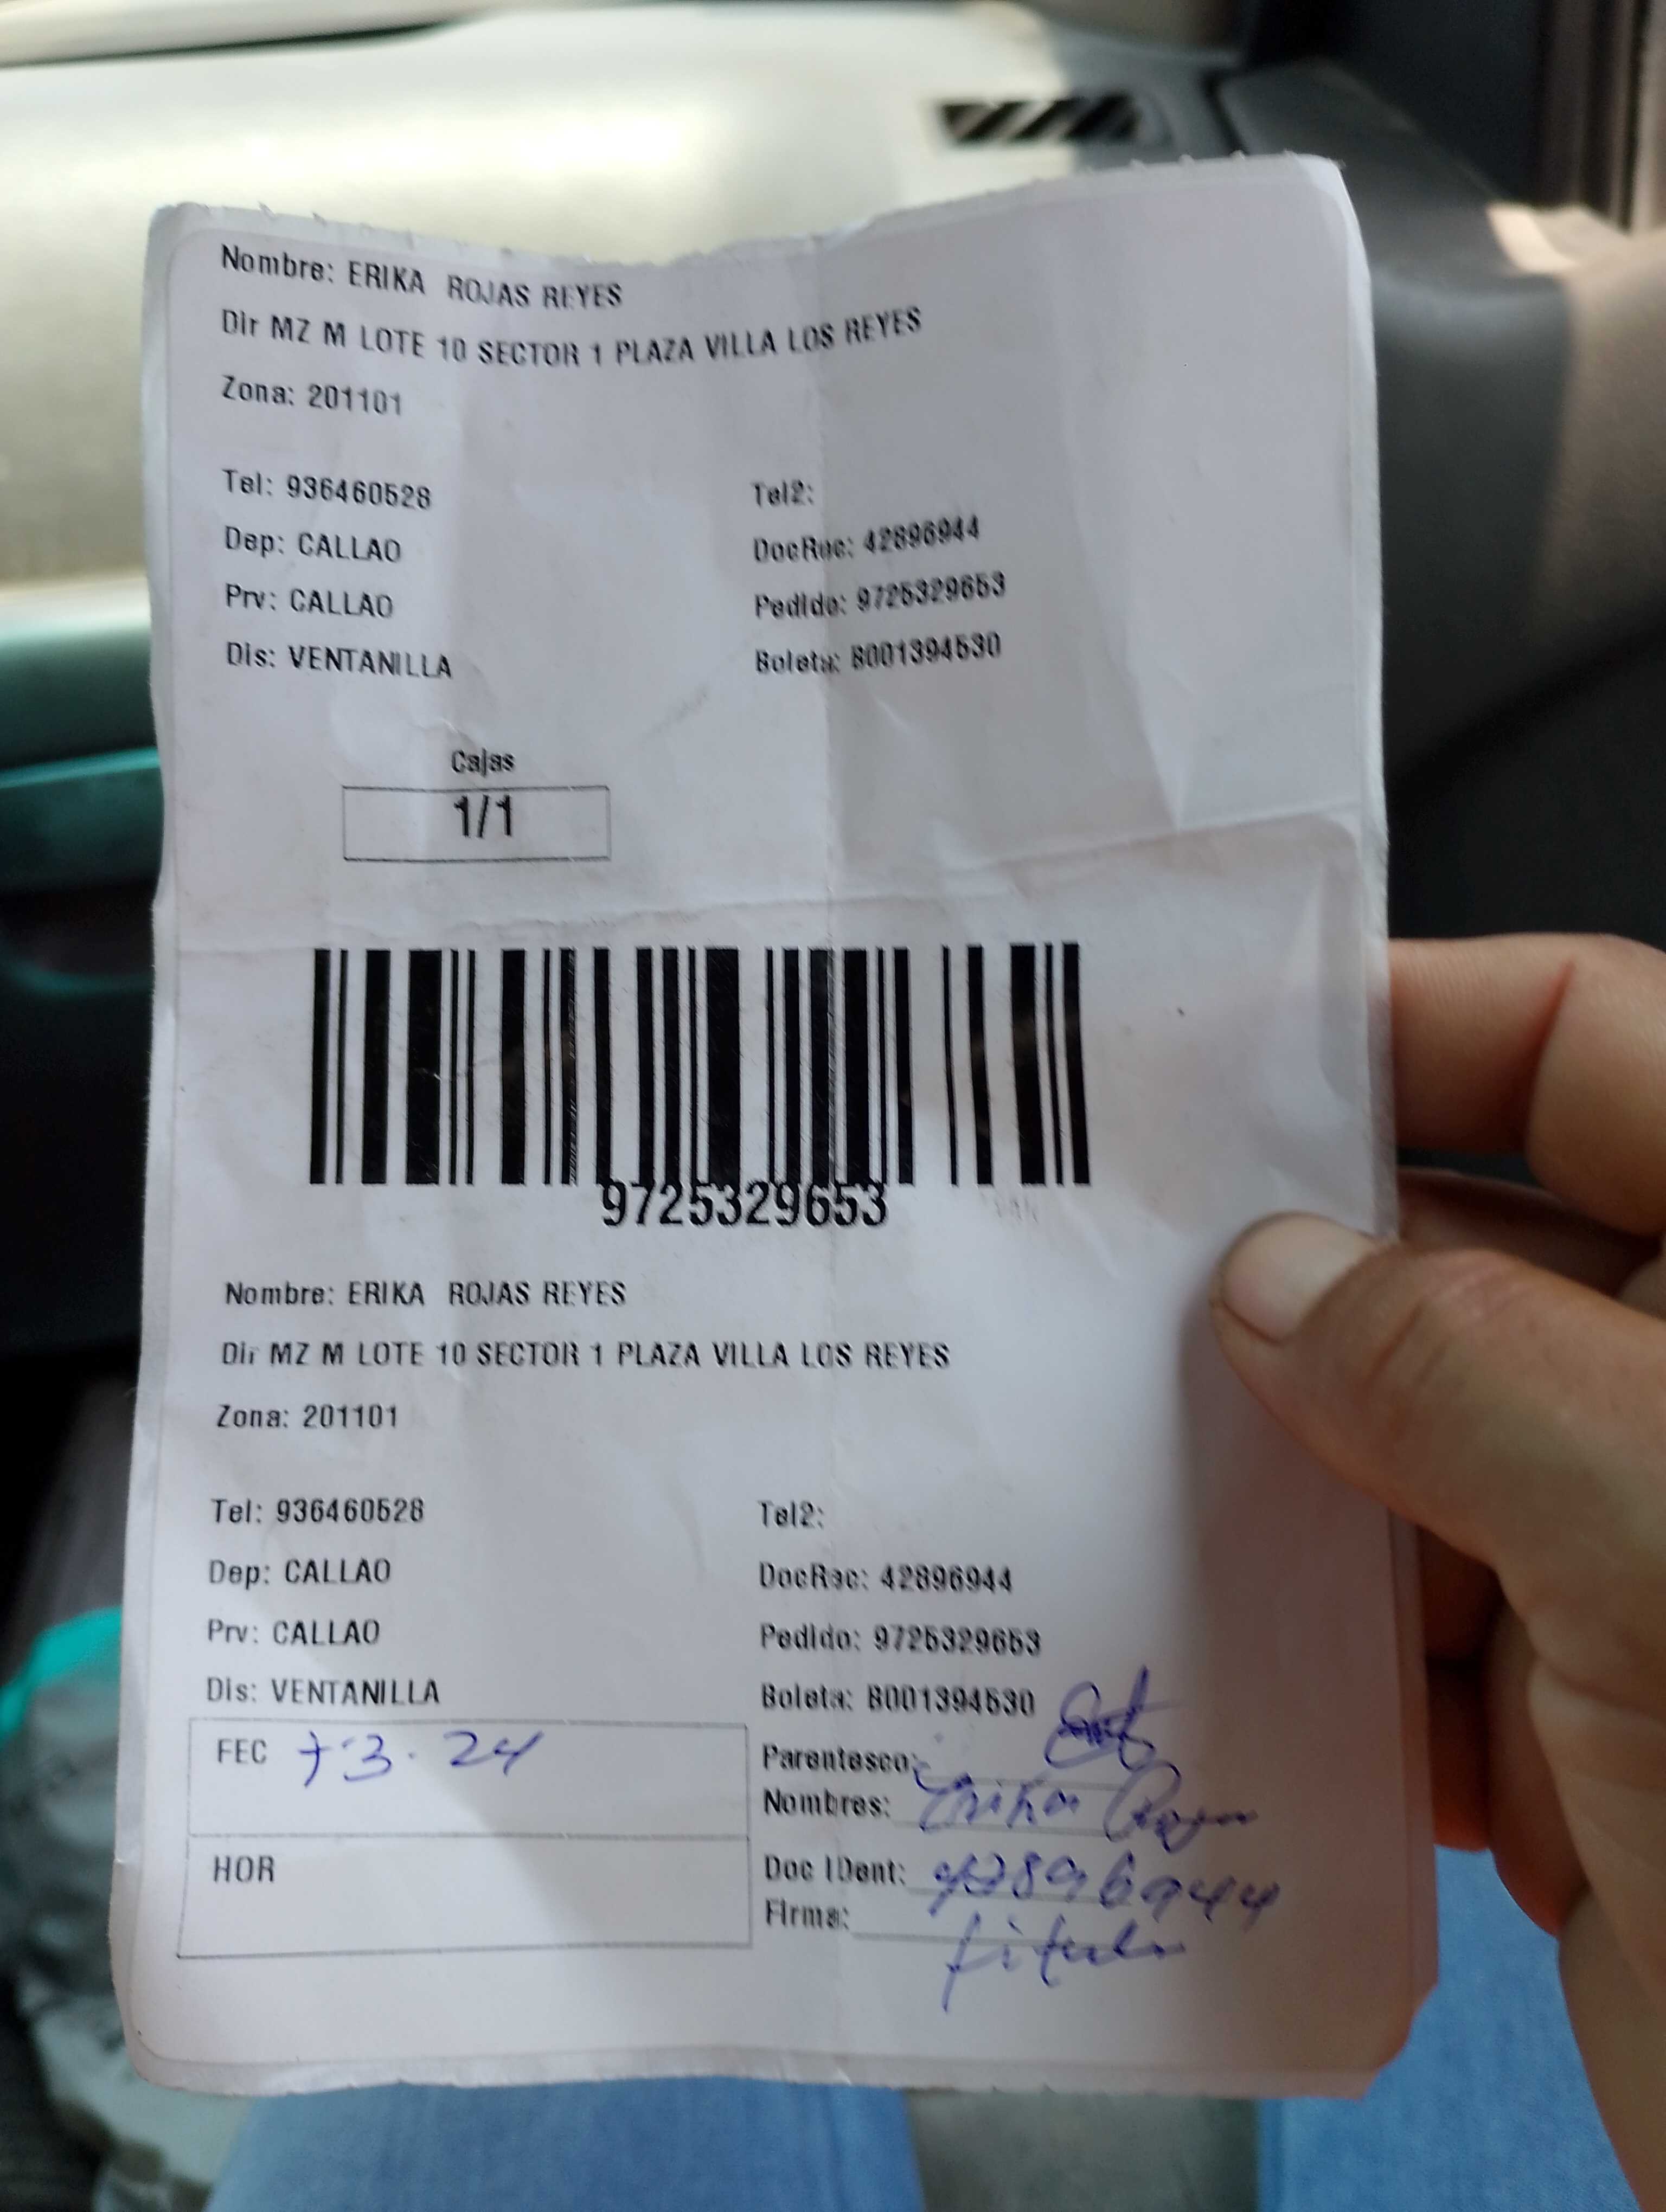 Nombre: ERIKA ROJAS REYES
Dir MZ M LOTE 10 SECTOR 1 PLAZA VILLA LOS REYES
Zona: 201101
Tel: 936460528 Tel2:
Dep: CALLAO DocRec: 42896944
Prv: CALLAO Pedido: 9725329653
Dis: VENTANILLA Boleta: B001394530
Cajas
1/1
9725329653
Nombre: ERIKA ROJAS REYES
Dir MZ M LOTE 10 SECTOR 1 PLAZA VILLA LOS REYES
Zona: 201101
Tel: 936460528 Tel2:
Dep: CALLAO DocRec: 42896944
Prv: CALLAO Pedido: 9725329653
Dis: VENTANILLA Boleta: B001394530
FEC 7-3-24 Parentesco:
Nombres: Erika
HOR Doc IDent: 42896944
Firma:
titular